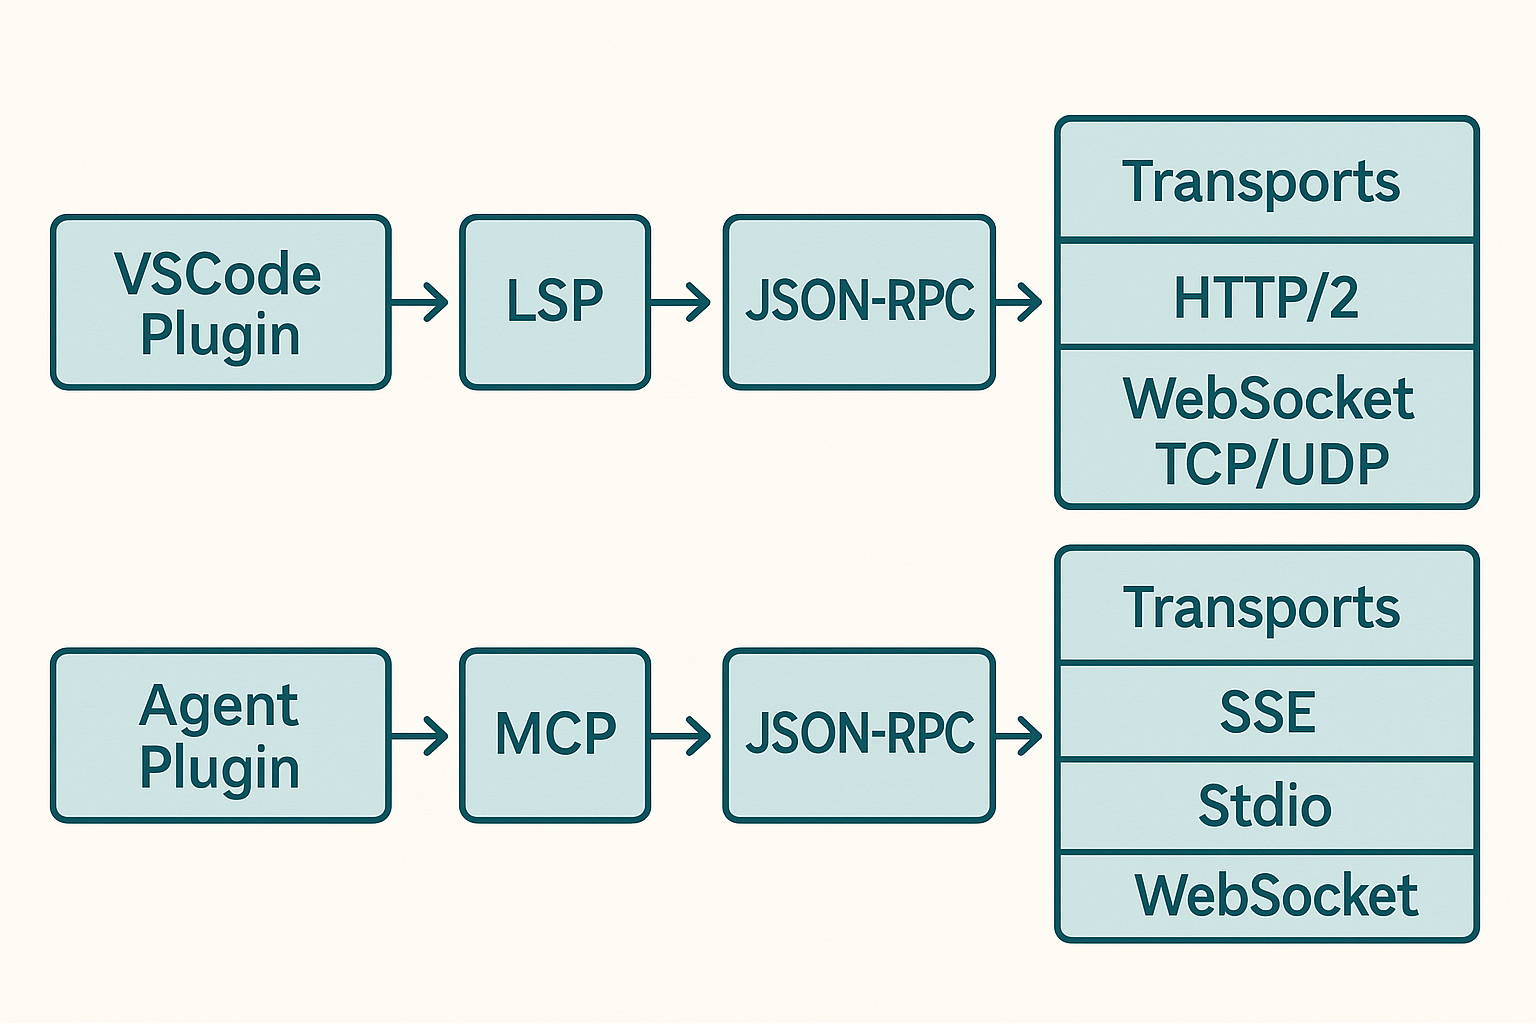 VSCode
Plugin
LSP
JSON-RPC
Transports
HTTP/2
WebSocket
TCP/UDP
Agent
Plugin
MCP
JSON-RPC
Transports
SSE
Stdio
WebSocket